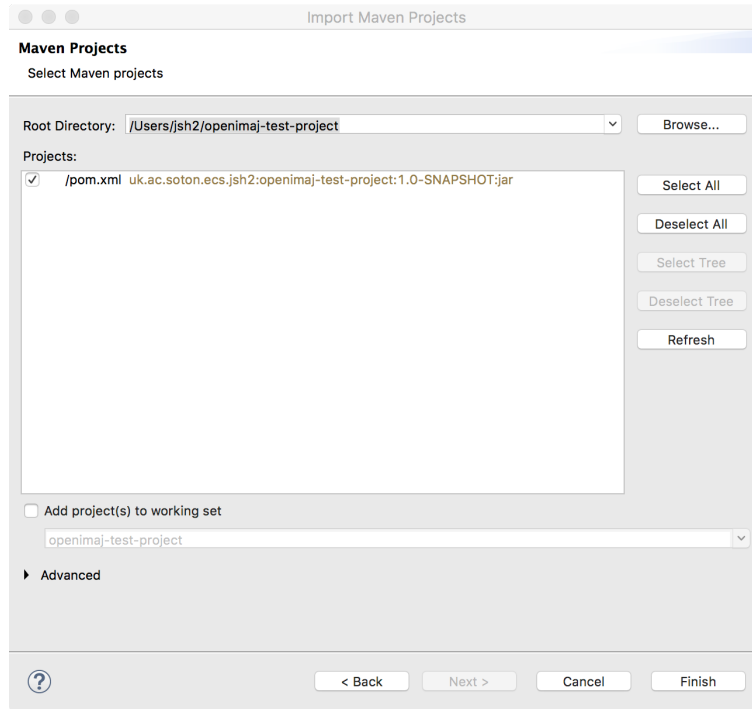 Import Maven Projects
Maven Projects
Select Maven projects
Root Directory: /Users/jsh2/openimaj-test-project Browse...
Projects:
/pom.xml uk.ac.soton.ecs.jsh2:openimaj-test-project:1.0-SNAPSHOT:jar
Select All
Deselect All
Select Tree
Deselect Tree
Refresh
Add project(s) to working set
openimaj-test-project
Advanced
? < Back Next > Cancel Finish